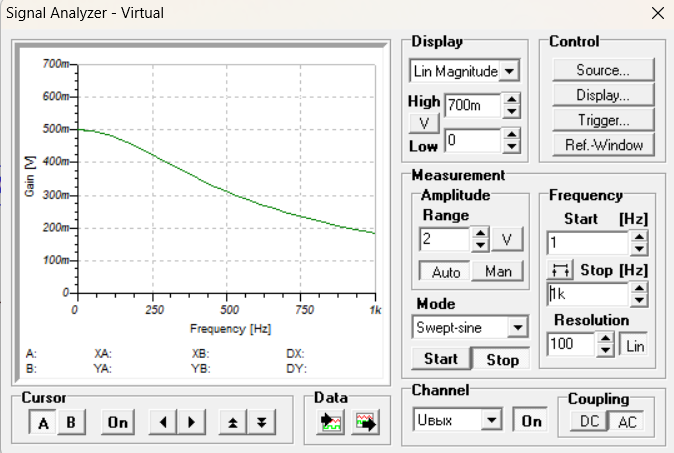 Signal Analyzer - Virtual
700m
600m
500m
400m
300m
200m
100m
0
Gain [V]
0 250 500 750 1k
Frequency [Hz]
A: XA: XB: DX:
B: YA: YB: DY:
Cursor
A B On
Data
Display
Lin Magnitude
High 700m
V
Low 0
Control
Source...
Display...
Trigger...
Ref.-Window
Measurement
Amplitude
Range
2 V
Auto Man
Mode
Swept-sine
Start Stop
Frequency
Start [Hz]
1
Stop [Hz]
1k
Resolution
100 Lin
Channel
Uвых On
Coupling
DC AC